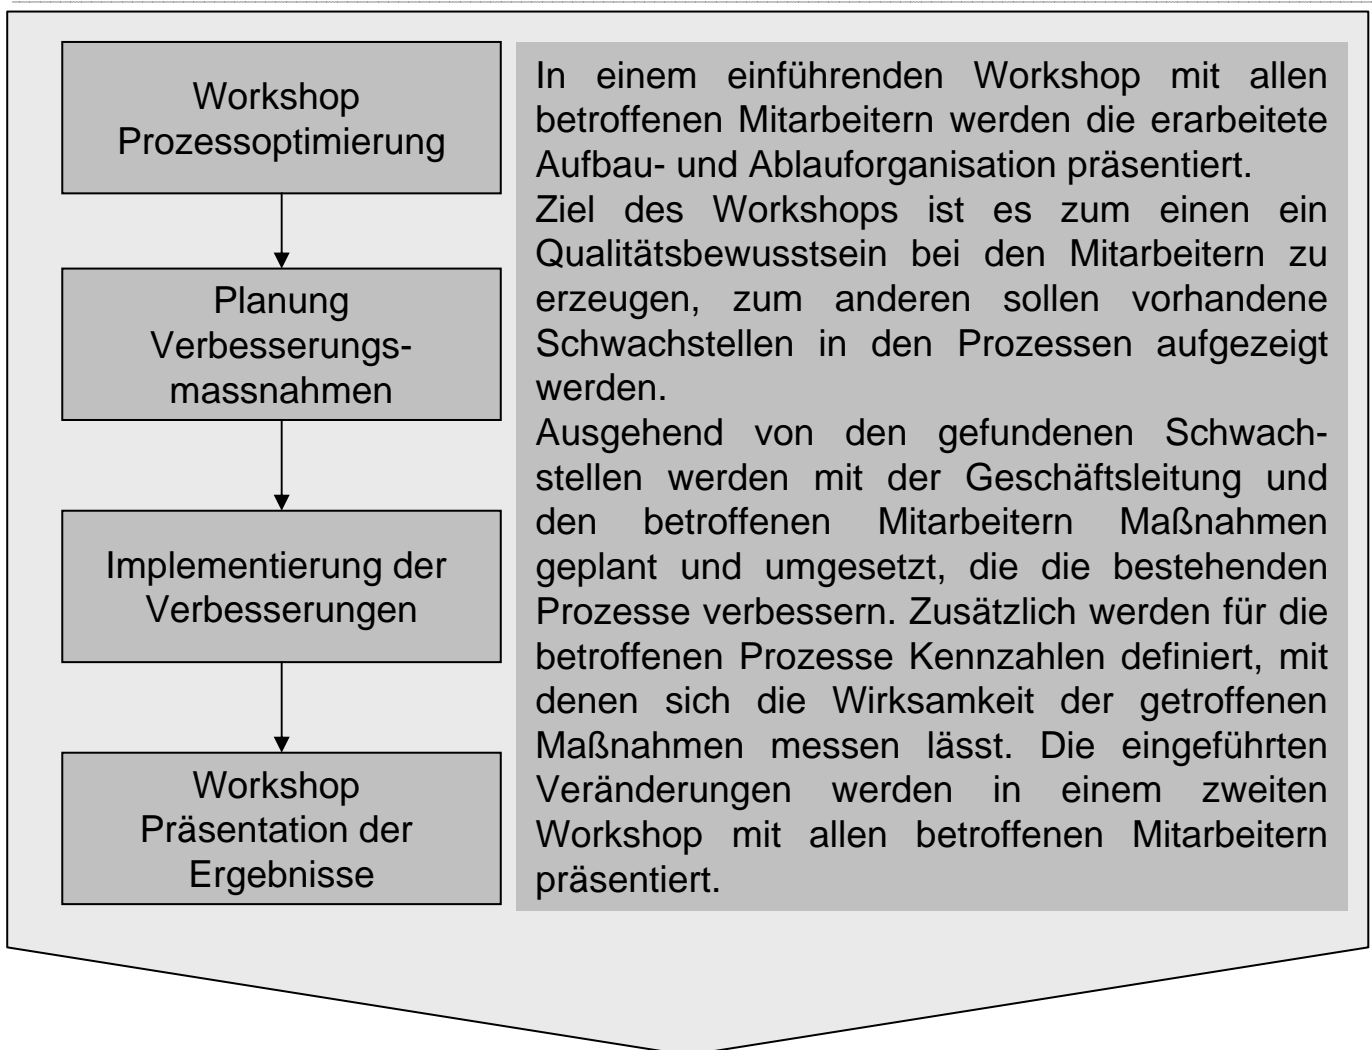 Workshop
Prozessoptimierung
Planung
Verbesserungs-
massnahmen
Implementierung der
Verbesserungen
Workshop
Präsentation der
Ergebnisse
In einem einführenden Workshop mit allen
betroffenen Mitarbeitern werden die erarbeitete
Aufbau- und Ablauforganisation präsentiert.
Ziel des Workshops ist es zum einen ein
Qualitätsbewusstsein bei den Mitarbeitern zu
erzeugen, zum anderen sollen vorhandene
Schwachstellen in den Prozessen aufgezeigt
werden.
Ausgehend von den gefundenen Schwach-
stellen werden mit der Geschäftsleitung und
den betroffenen Mitarbeitern Maßnahmen
geplant und umgesetzt, die die bestehenden
Prozesse verbessern. Zusätzlich werden für die
betroffenen Prozesse Kennzahlen definiert, mit
denen sich die Wirksamkeit der getroffenen
Maßnahmen messen lässt. Die eingeführten
Veränderungen werden in einem zweiten
Workshop mit allen betroffenen Mitarbeitern
präsentiert.